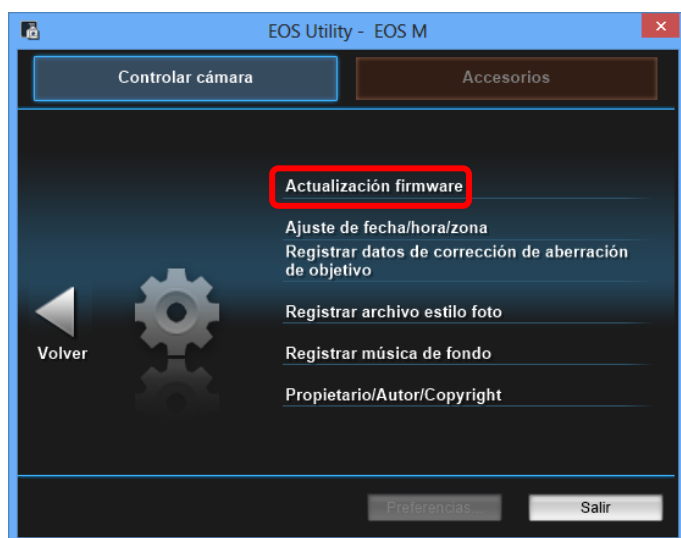 EOS Utility - EOS M
Controlar cámara
Accesorios
Actualización firmware
Ajuste de fecha/hora/zona
Registrar datos de corrección de aberración
de objetivo
Registrar archivo estilo foto
Volver
Registrar música de fondo
Propietario/Autor/Copyright
Preferencias...
Salir